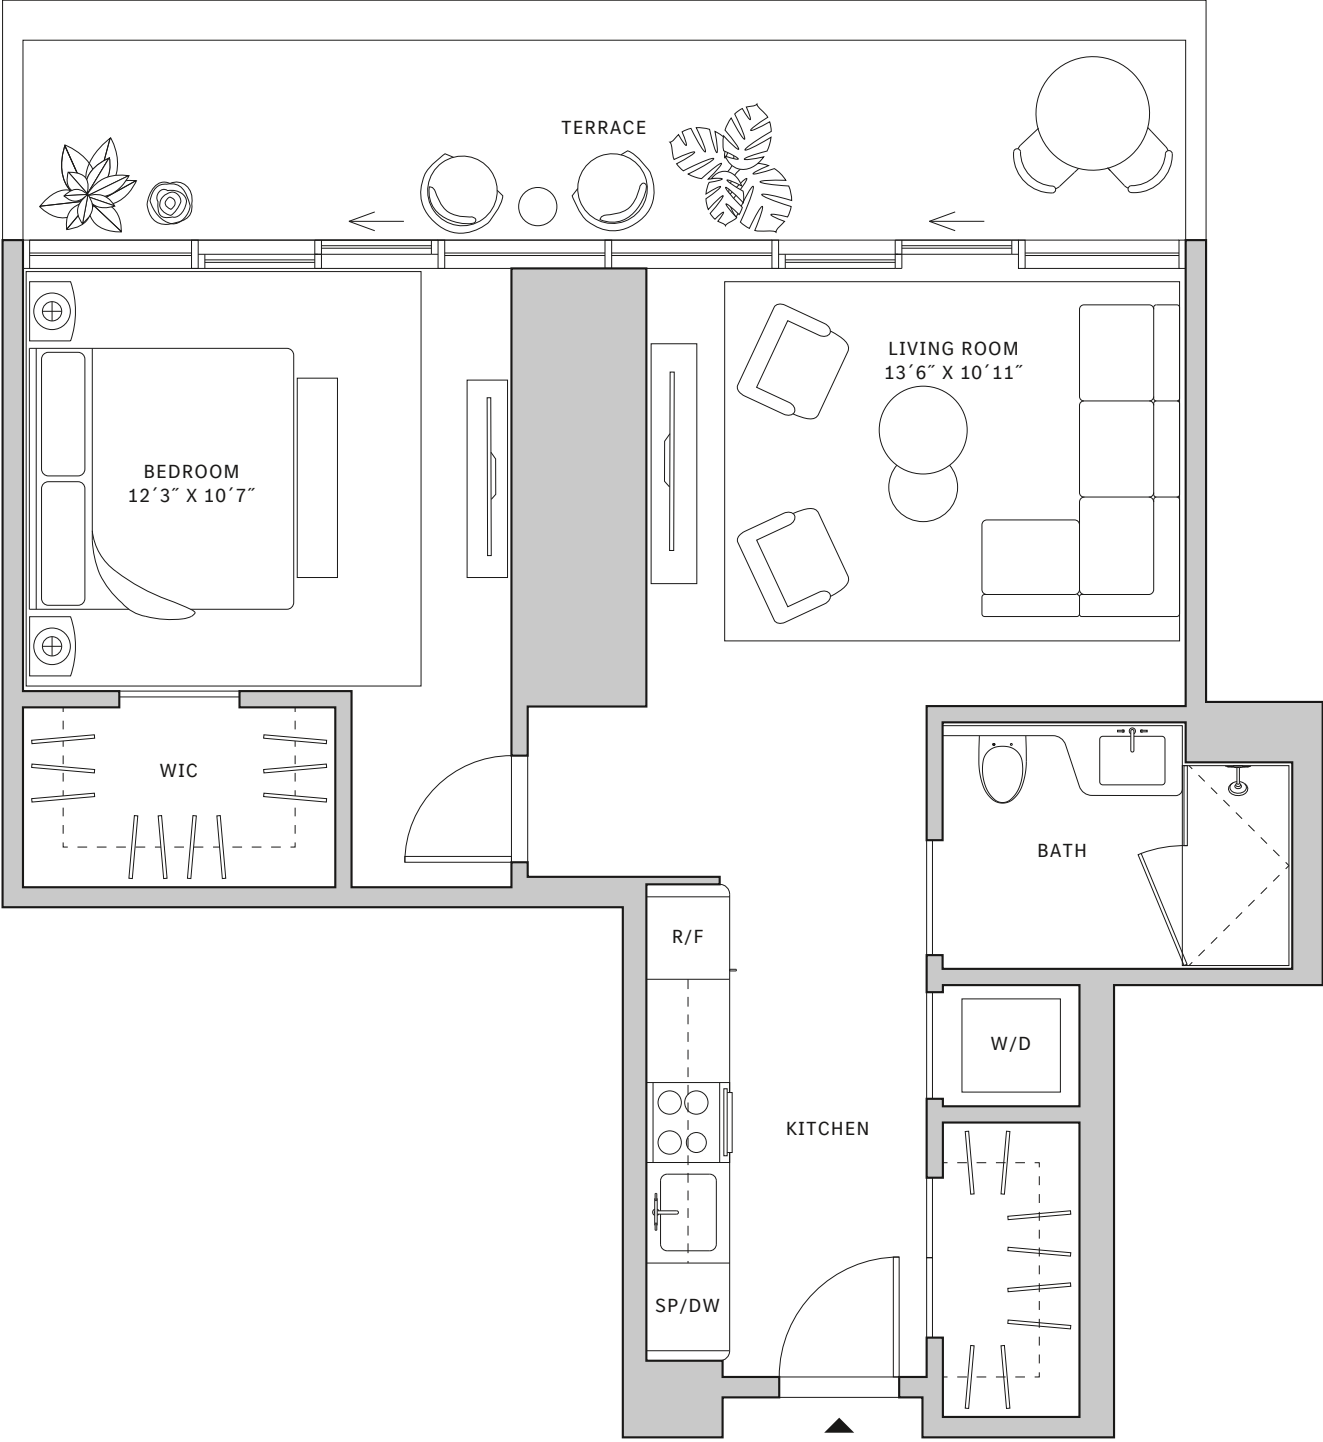 TERRACE
LIVING ROOM
13´6˝ X 10´11˝
BEDROOM
12´3˝ X 10´7˝
WIC
BATH
R/F
W/D
KITCHEN
SP/DW